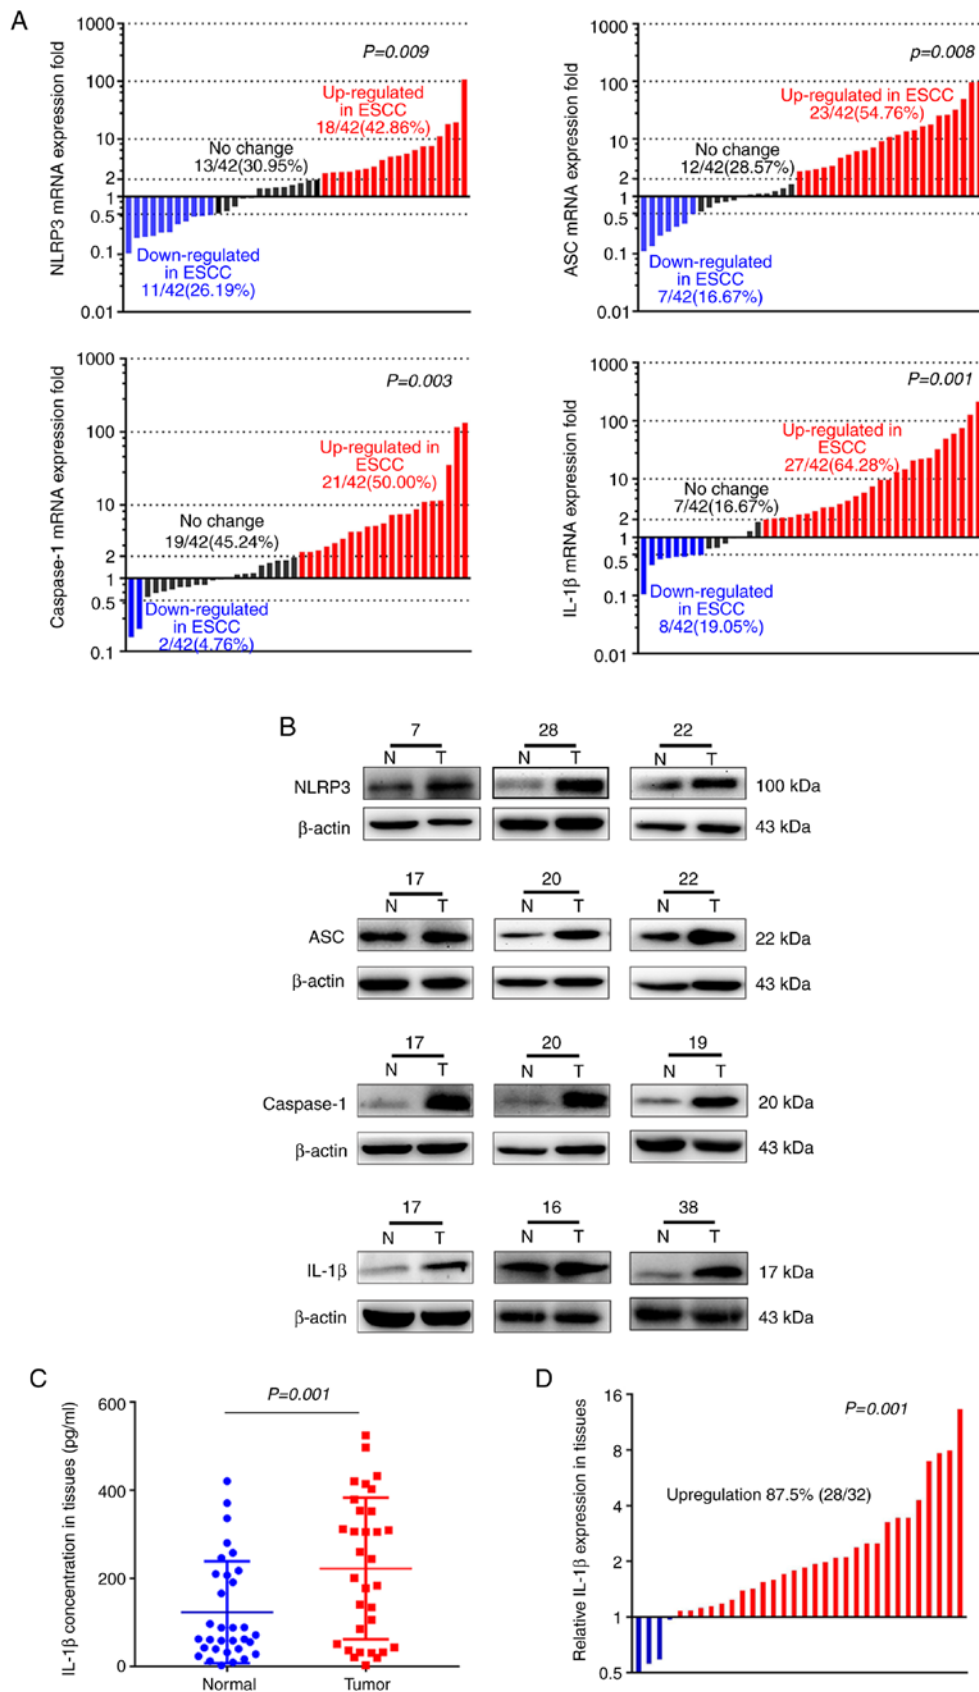 A
NLRP3 mRNA expression fold
1000
100
10
2
1
0.5
0.1
0.01
P=0.009
Up-regulated
in ESCC
18/42(42.86%)
No change
13/42(30.95%)
Down-regulated
in ESCC
11/42(26.19%)
ASC mRNA expression fold
1000
100
10
2
1
0.5
0.1
0.01
p=0.008
Up-regulated in ESCC
23/42(54.76%)
No change
12/42(28.57%)
Down-regulated
in ESCC
7/42(16.67%)
Caspase-1 mRNA expression fold
1000
100
10
2
1
0.5
0.1
P=0.003
Up-regulated in
ESCC
21/42(50.00%)
No change
19/42(45.24%)
Down-regulated
in ESCC
2/42(4.76%)
IL-1β mRNA expression fold
1000
100
10
2
1
0.5
0.1
0.01
P=0.001
Up-regulated in
ESCC
27/42(64.28%)
No change
7/42(16.67%)
Down-regulated
in ESCC
8/42(19.05%)
B
7 28 22
N T N T N T
NLRP3 100 kDa
β-actin 43 kDa
17 20 22
N T N T N T
ASC 22 kDa
β-actin 43 kDa
17 20 19
N T N T N T
Caspase-1 20 kDa
β-actin 43 kDa
17 16 38
N T N T N T
IL-1β 17 kDa
β-actin 43 kDa
C
IL-1β concentration in tissues (pg/ml)
600
400
200
0
P=0.001
Normal Tumor
D
Relative IL-1β expression in tissues
16
8
4
2
1
0.5
P=0.001
Upregulation 87.5% (28/32)